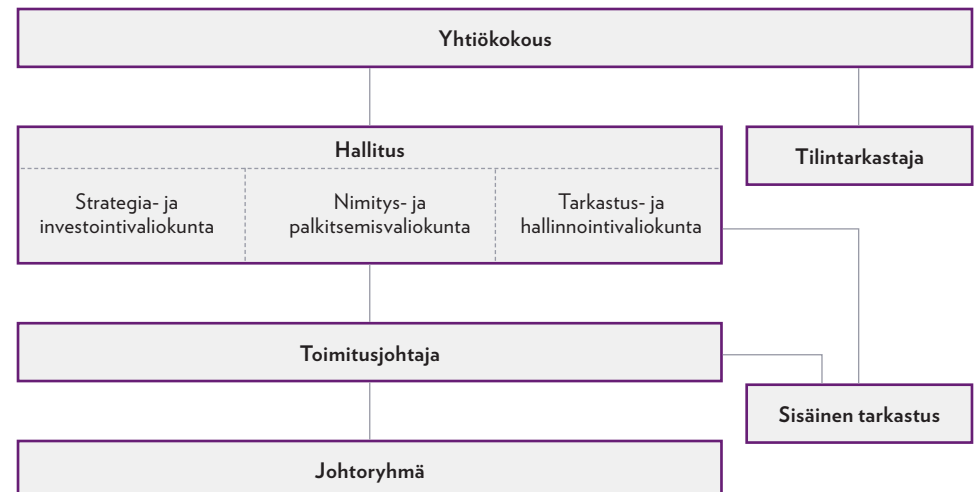 Yhtiökokous
Hallitus
Tilintarkastaja
Strategia- ja
investointivaliokunta
Nimitys- ja
palkitsemisvaliokunta
Tarkastus- ja
hallinnointivaliokunta
Toimitusjohtaja
Sisäinen tarkastus
Johtoryhmä